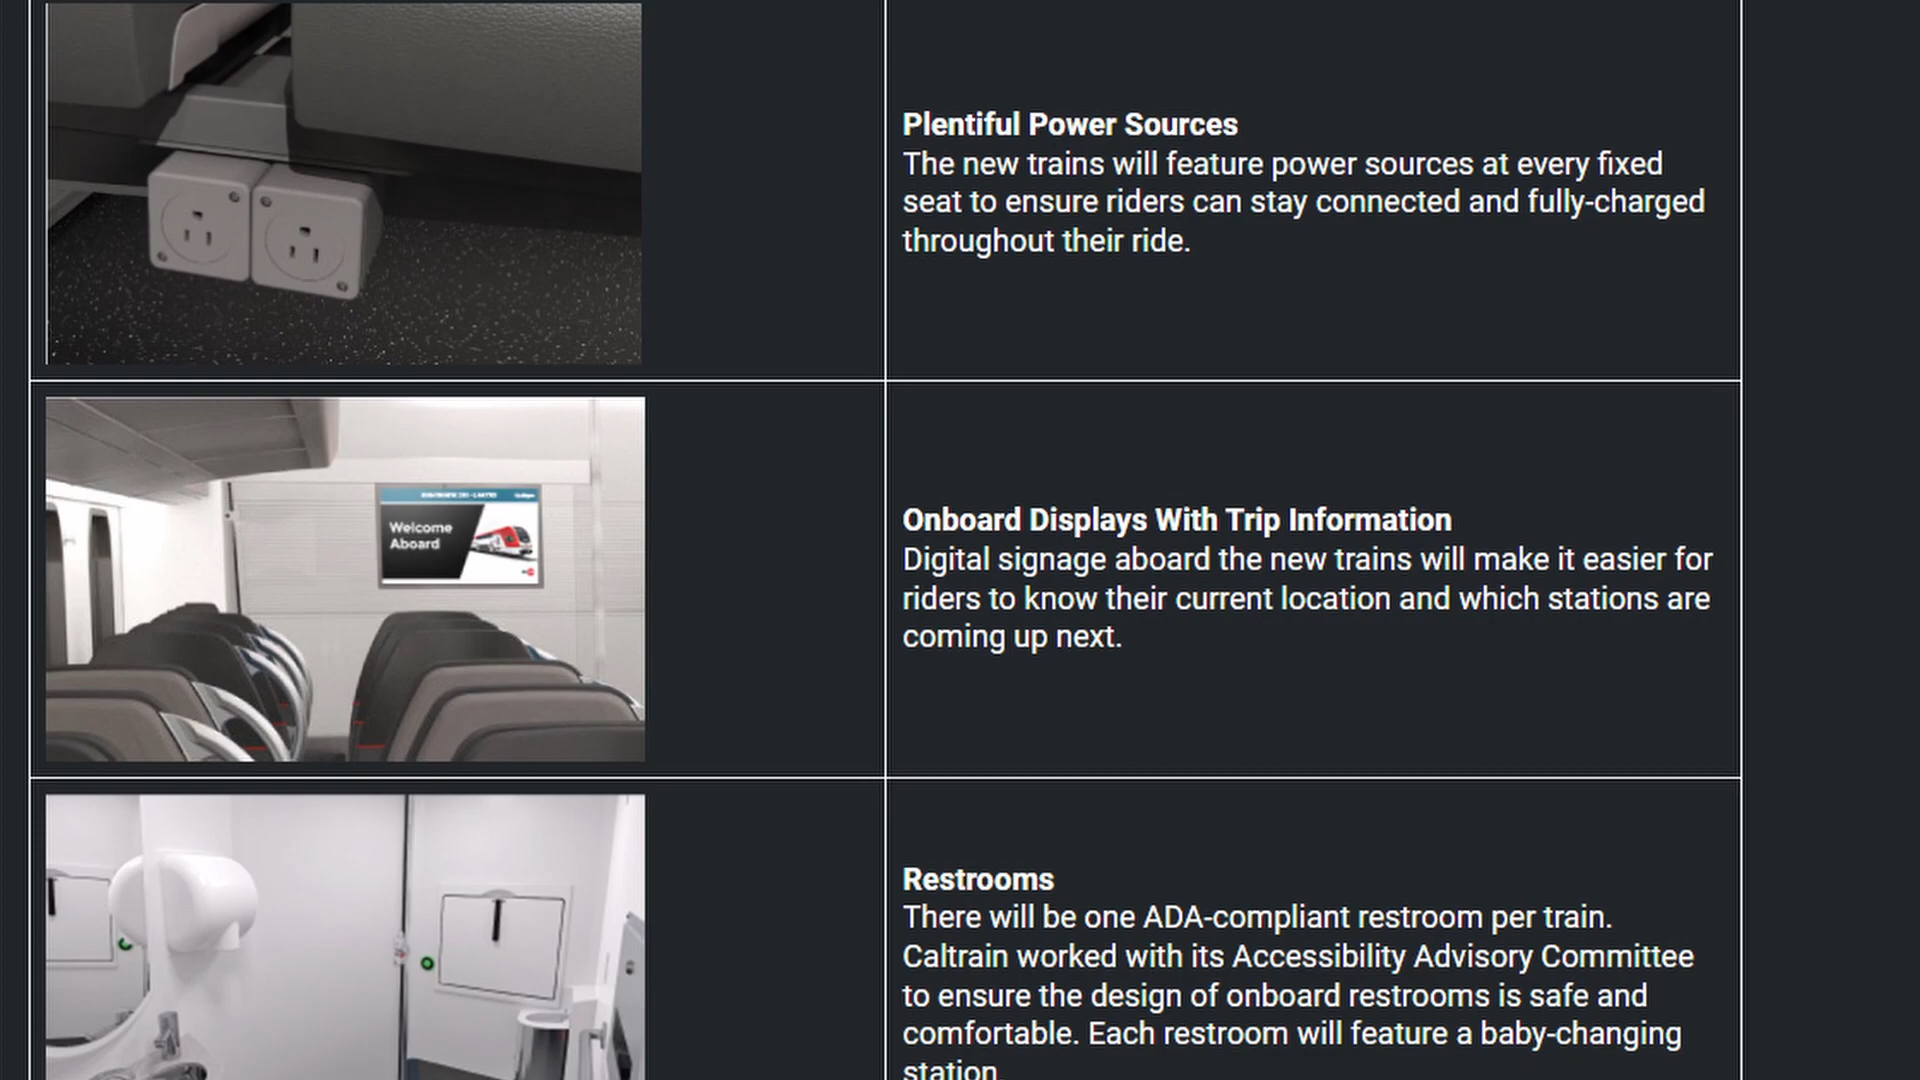 Plentiful Power Sources
The new trains will feature power sources at every fixed
seat to ensure riders can stay connected and fully-charged
throughout their ride.
Welcome
Aboard
Onboard Displays With Trip Information
Digital signage aboard the new trains will make it easier for
riders to know their current location and which stations are
coming up next.
Restrooms
There will be one ADA-compliant restroom per train.
Caltrain worked with its Accessibility Advisory Committee
to ensure the design of onboard restrooms is safe and
comfortable. Each restroom will feature a baby-changing
station.